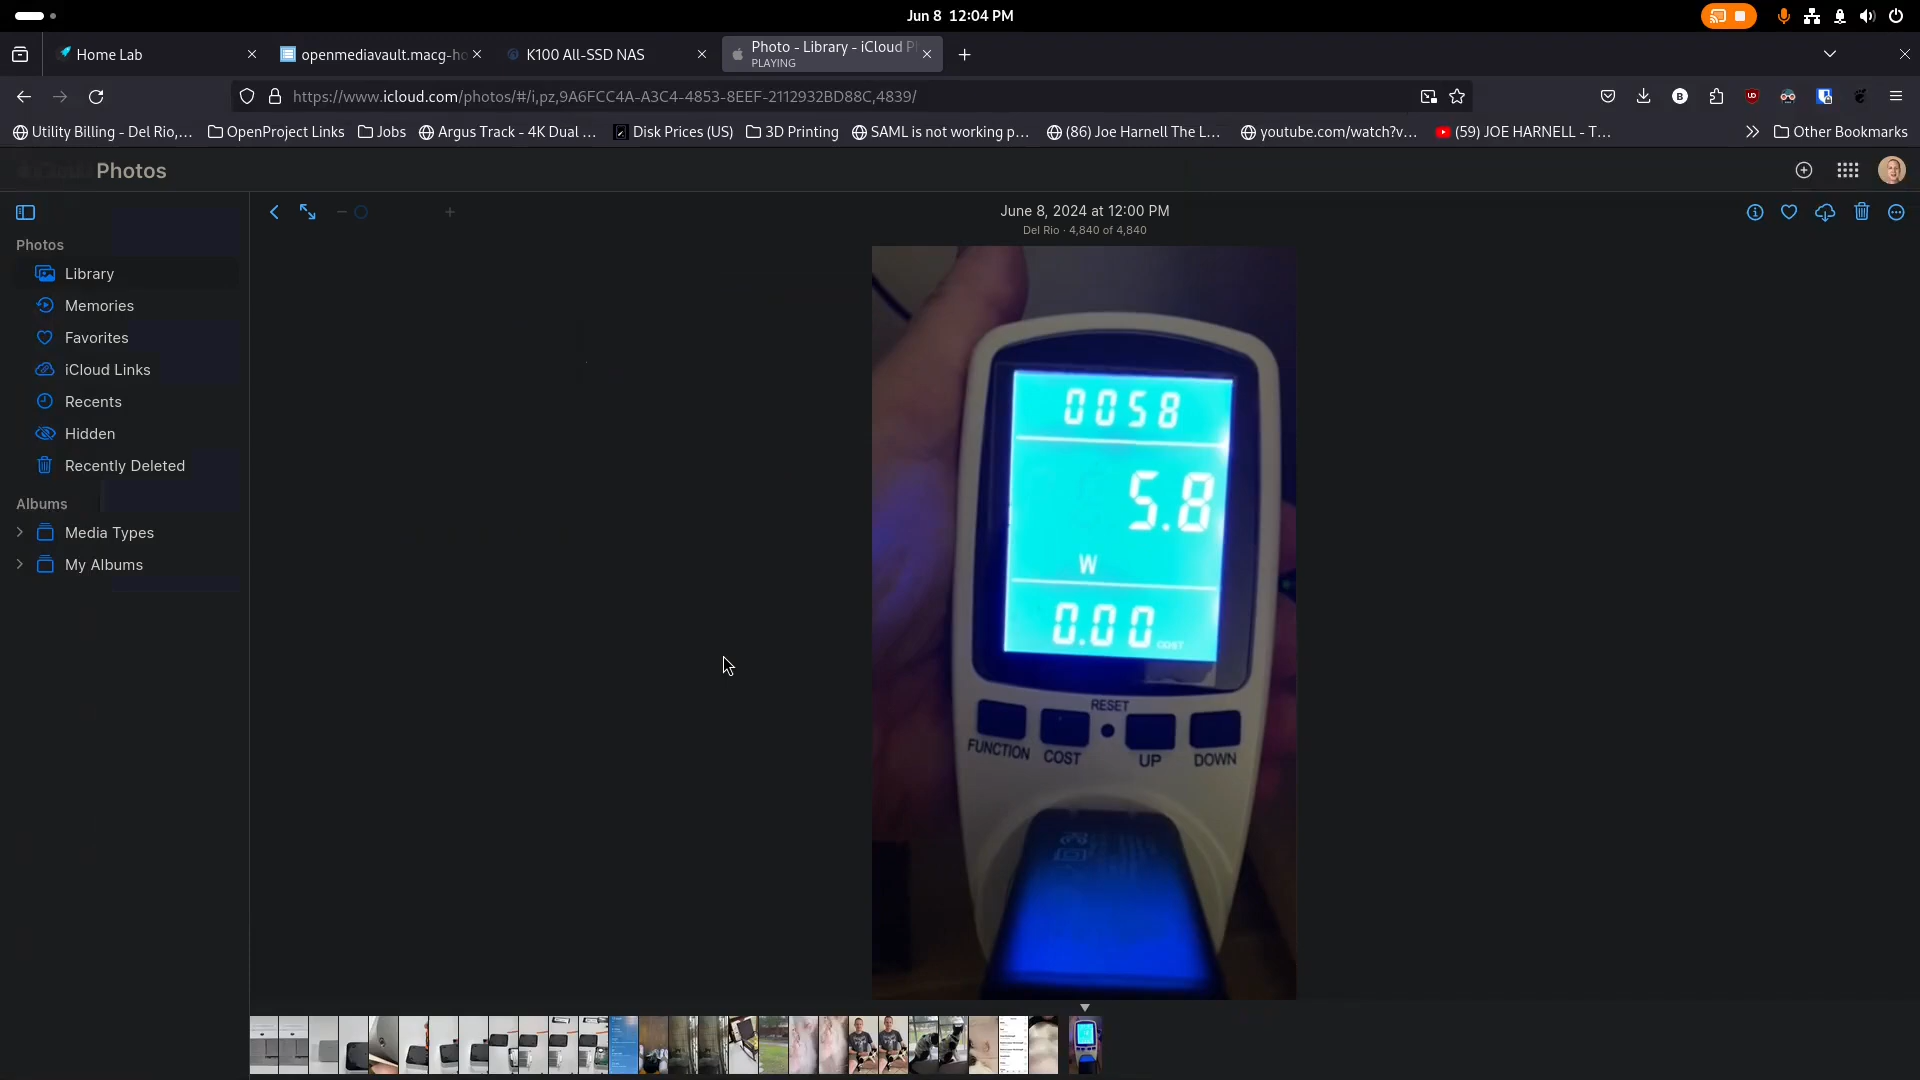 Jun 8 12:04 PM
Home Lab
openmediavault.macg-ho
K100 All-SSD NAS
Photo - Library - iCloud Ph
PLAYING
https://www.icloud.com/photos/#/i,pz,9A6FCC4A-A3C4-4853-8EEF-2112932BD88C,4839/
Utility Billing - Del Rio,...
OpenProject Links
Jobs
Argus Track - 4K Dual ...
Disk Prices (US)
3D Printing
SAML is not working p...
(86) Joe Harnell The L...
youtube.com/watch?v...
(59) JOE HARNELL - T...
Other Bookmarks
Photos
June 8, 2024 at 12:00 PM
Del Rio · 4,840 of 4,840
Photos
Library
Memories
Favorites
iCloud Links
Recents
Hidden
Recently Deleted
Albums
Media Types
My Albums
0058
5.8
W
0.00 COST
RESET
FUNCTION COST UP DOWN